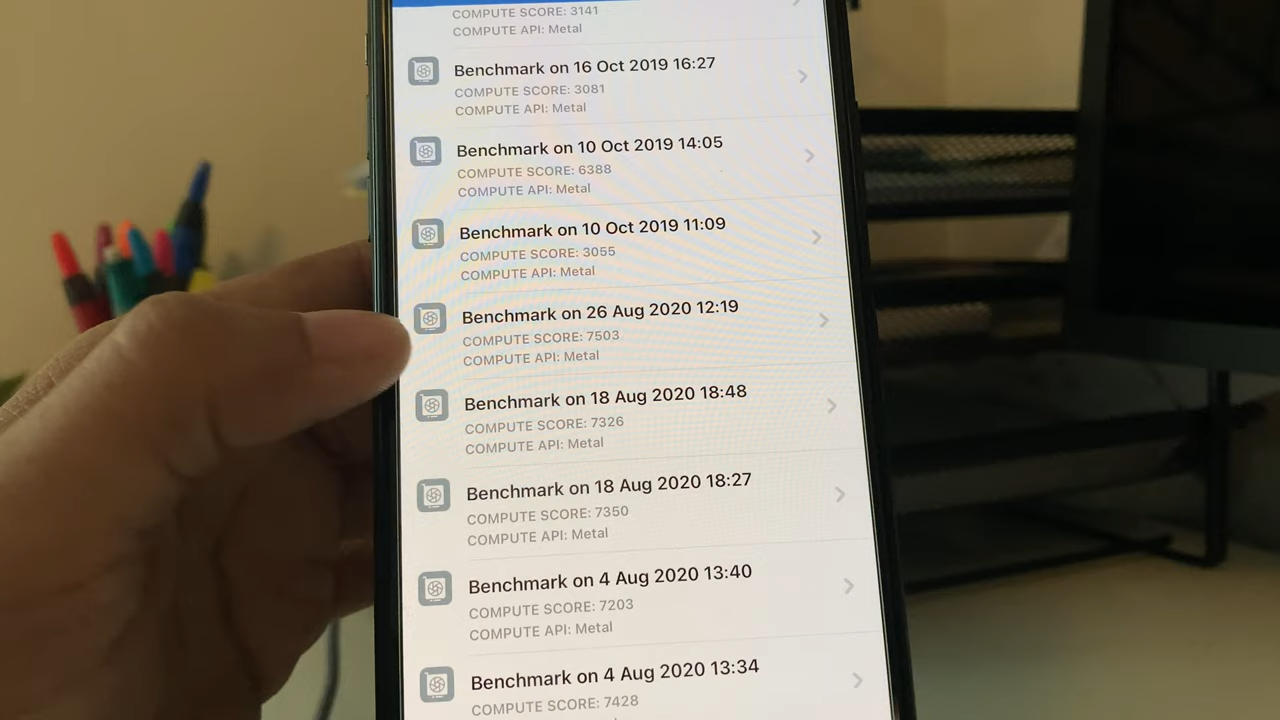 COMPUTE SCORE: 3141
COMPUTE API: Metal
Benchmark on 16 Oct 2019 16:27
COMPUTE SCORE: 3081
COMPUTE API: Metal
Benchmark on 10 Oct 2019 14:05
COMPUTE SCORE: 6388
COMPUTE API: Metal
Benchmark on 10 Oct 2019 11:09
COMPUTE SCORE: 3055
COMPUTE API: Metal
Benchmark on 26 Aug 2020 12:19
COMPUTE SCORE: 7503
COMPUTE API: Metal
Benchmark on 18 Aug 2020 18:48
COMPUTE SCORE: 7326
COMPUTE API: Metal
Benchmark on 18 Aug 2020 18:27
COMPUTE SCORE: 7350
COMPUTE API: Metal
Benchmark on 4 Aug 2020 13:40
COMPUTE SCORE: 7203
COMPUTE API: Metal
Benchmark on 4 Aug 2020 13:34
COMPUTE SCORE: 7428